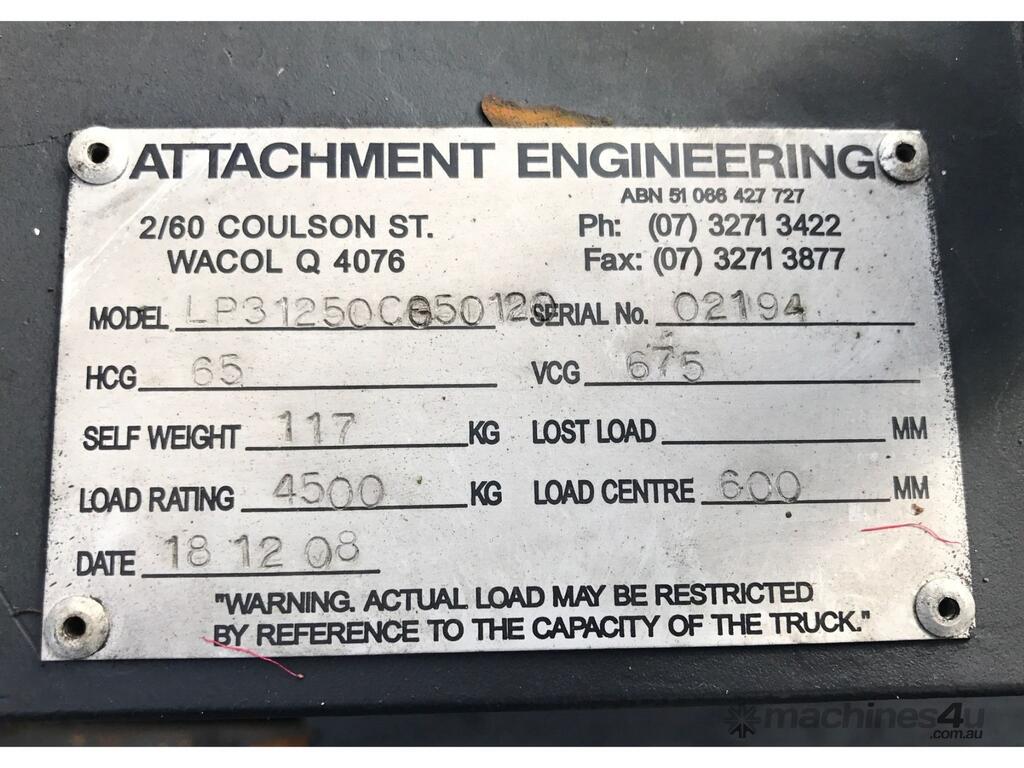 ATTACHMENT ENGINEERING
ABN 51 066 427 727
2/60 COULSON ST. Ph: (07) 3271 3422
WACOL Q 4076 Fax: (07) 3271 3877
MODEL SERIAL No. 02194
HCG 65 VCG 675
SELF WEIGHT 117 KG LOST LOAD MM
LOAD RATING 4500 KG LOAD CENTRE 600 MM
DATE 18 12 08
"WARNING. ACTUAL LOAD MAY BE RESTRICTED
BY REFERENCE TO THE CAPACITY OF THE TRUCK."
machines4u
.com.au